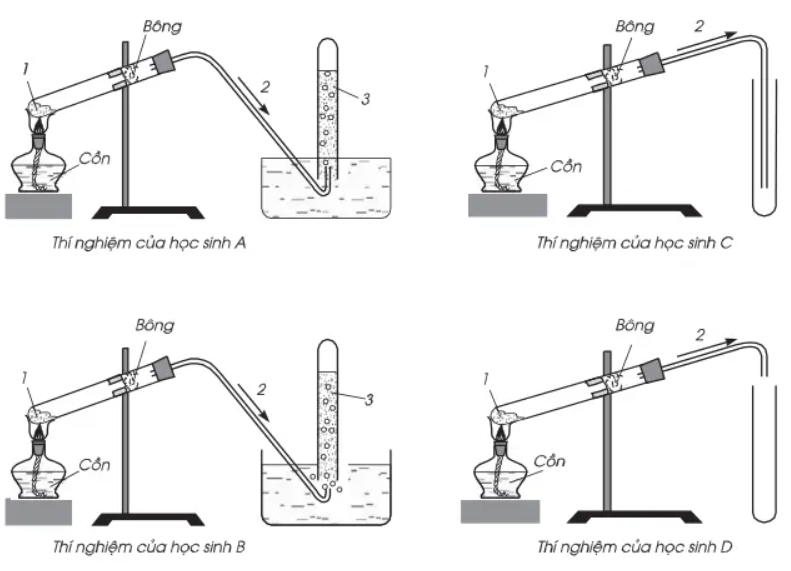 Bông
1
2
3
Cồn
Thí nghiệm của học sinh A
Bông
2
1
Cồn
Thí nghiệm của học sinh C
Bông
1
2
3
Cồn
Thí nghiệm của học sinh B
Bông
2
1
Cồn
Thí nghiệm của học sinh D